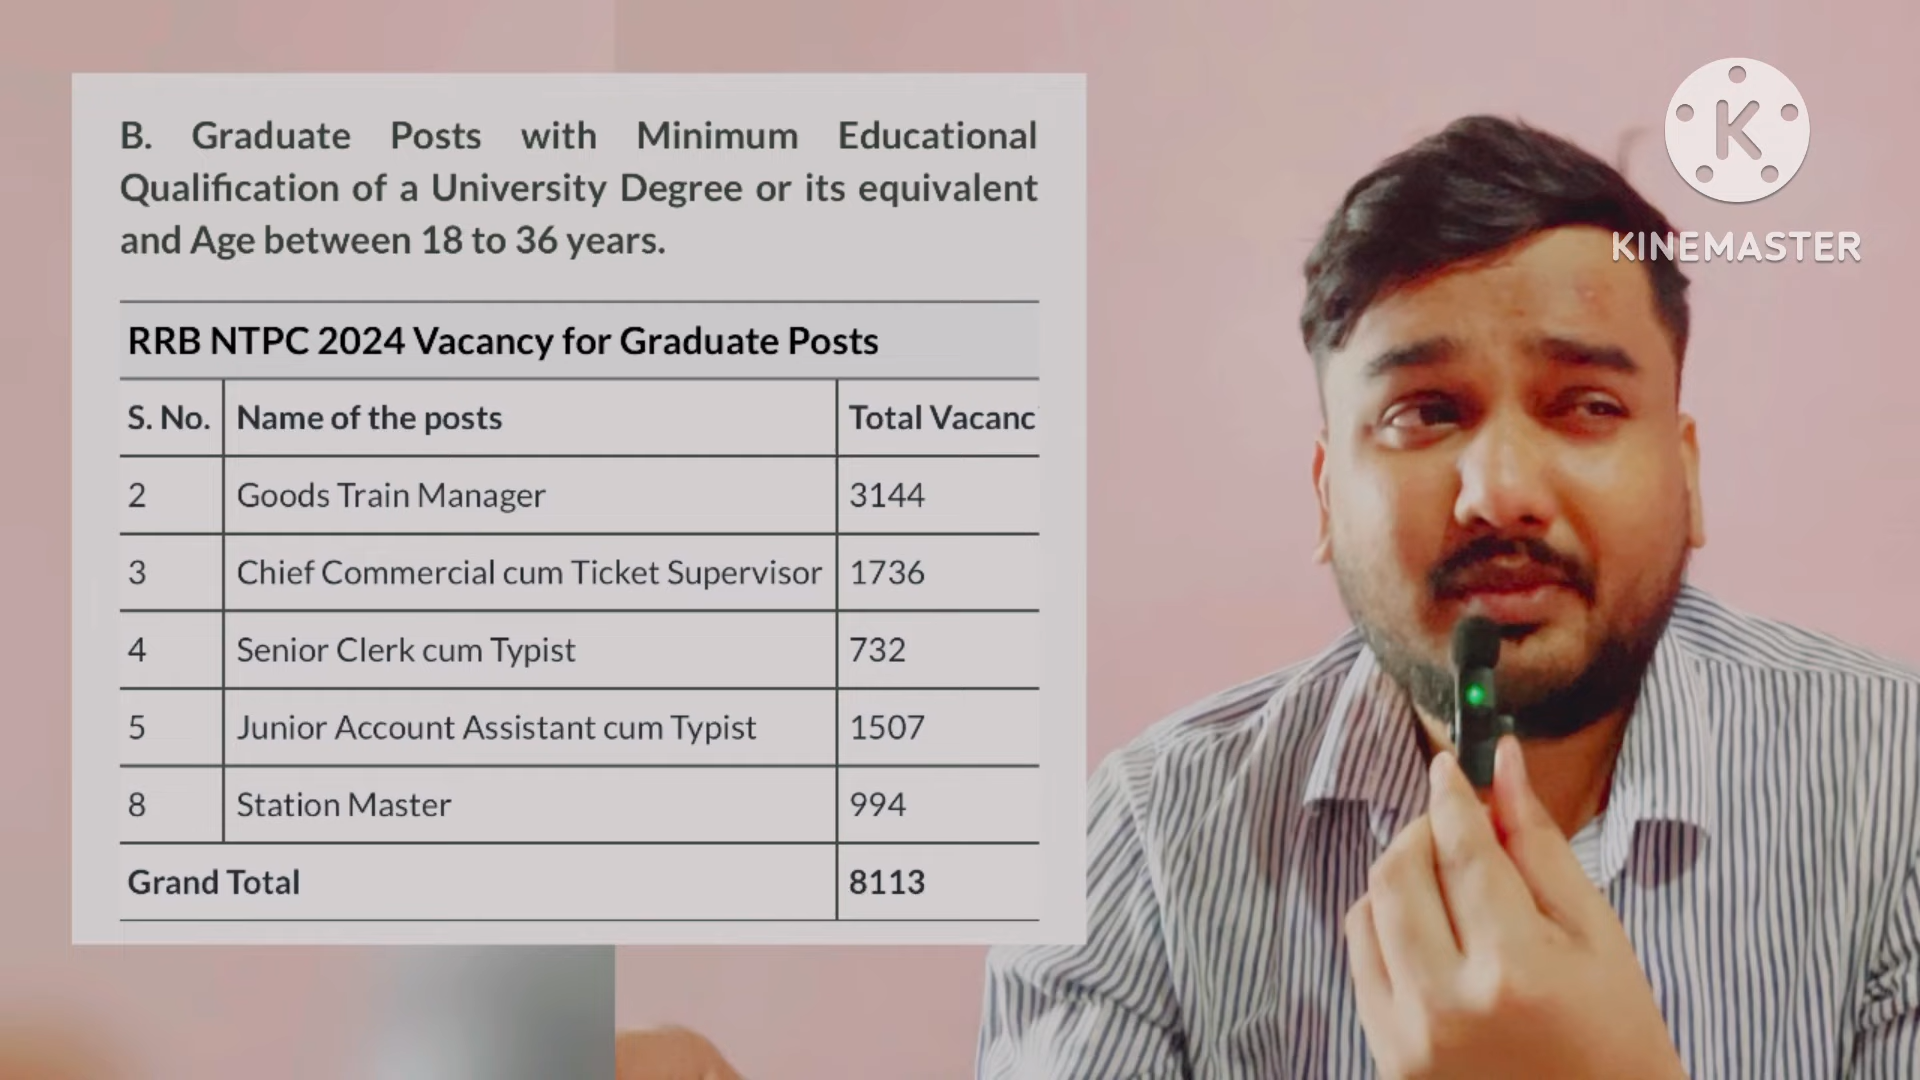 B. Graduate Posts with Minimum Educational
Qualification of a University Degree or its equivalent
and Age between 18 to 36 years.
RRB NTPC 2024 Vacancy for Graduate Posts
S. No. Name of the posts Total Vacanc
2 Goods Train Manager 3144
3 Chief Commercial cum Ticket Supervisor 1736
4 Senior Clerk cum Typist 732
5 Junior Account Assistant cum Typist 1507
8 Station Master 994
Grand Total 8113
K
KINEMASTER